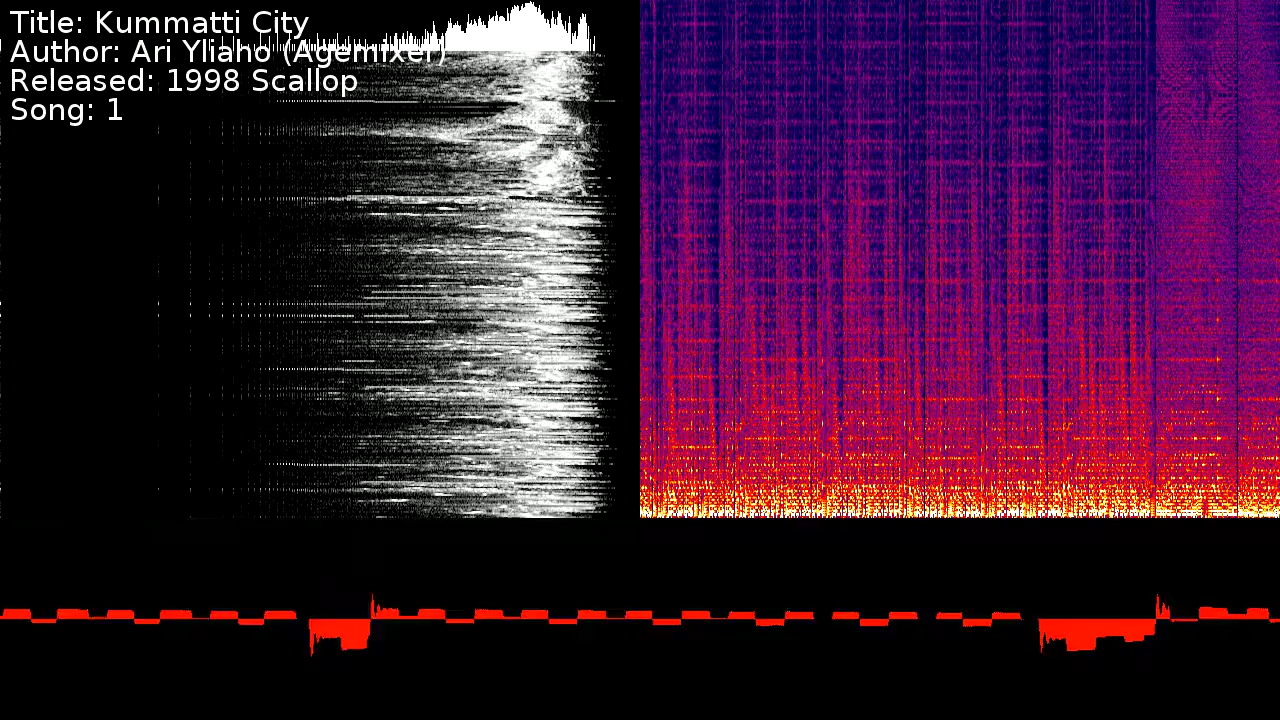 Title: Kummatti City
Author: Ari Yliaho (Agemixer)
Released: 1998 Scallop
Song: 1